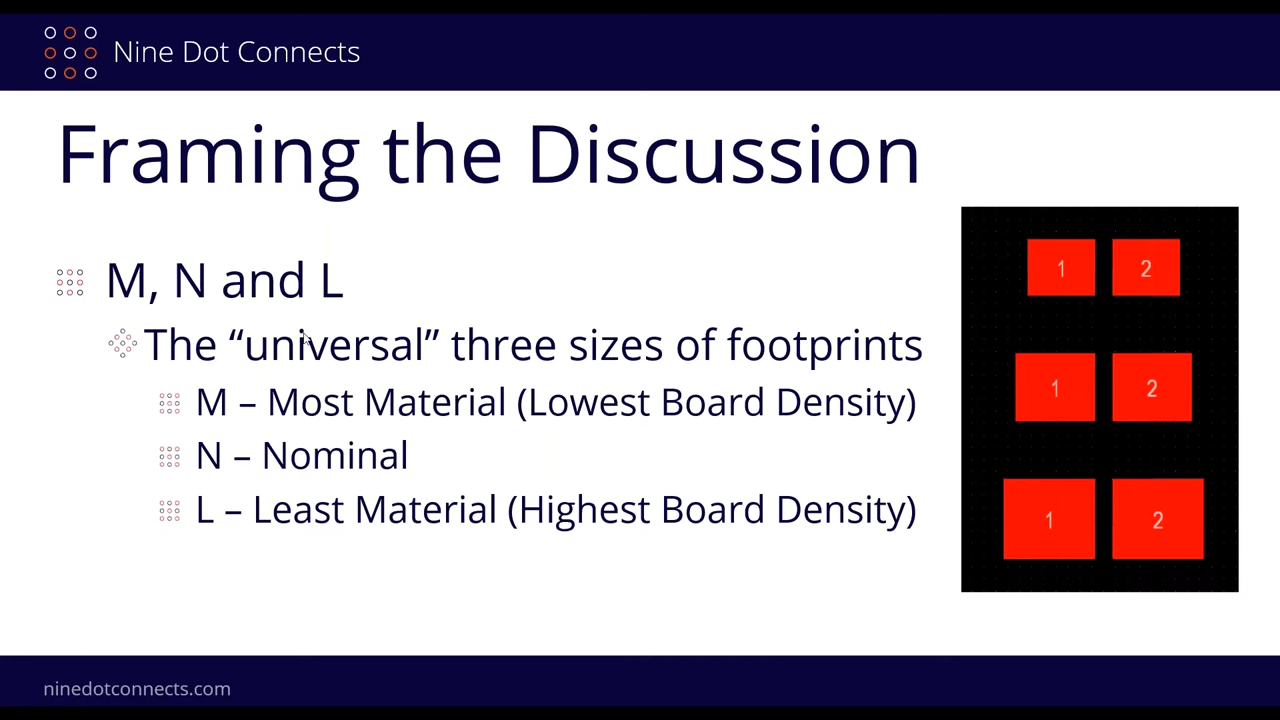 Nine Dot Connects
Framing the Discussion
M, N and L
The “universal” three sizes of footprints
M – Most Material (Lowest Board Density)
N – Nominal
L – Least Material (Highest Board Density)
1 2
1 2
1 2
ninedotconnects.com